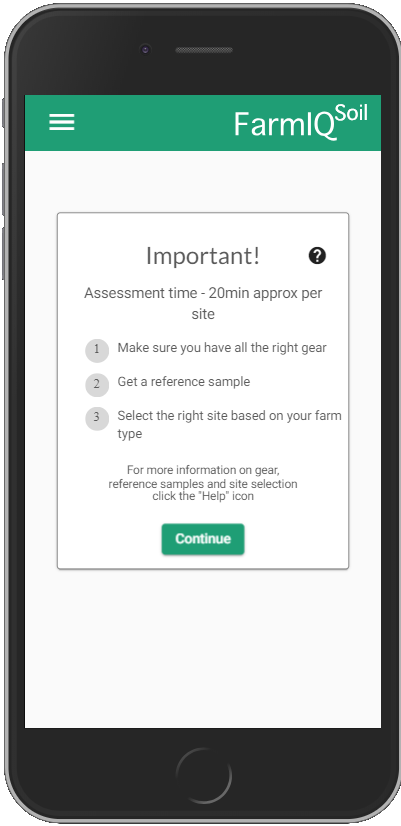 FarmIQSoil
Important!
Assessment time - 20min approx per
site
1 Make sure you have all the right gear
2 Get a reference sample
3 Select the right site based on your farm
type
For more information on gear,
reference samples and site selection
click the "Help" icon
Continue